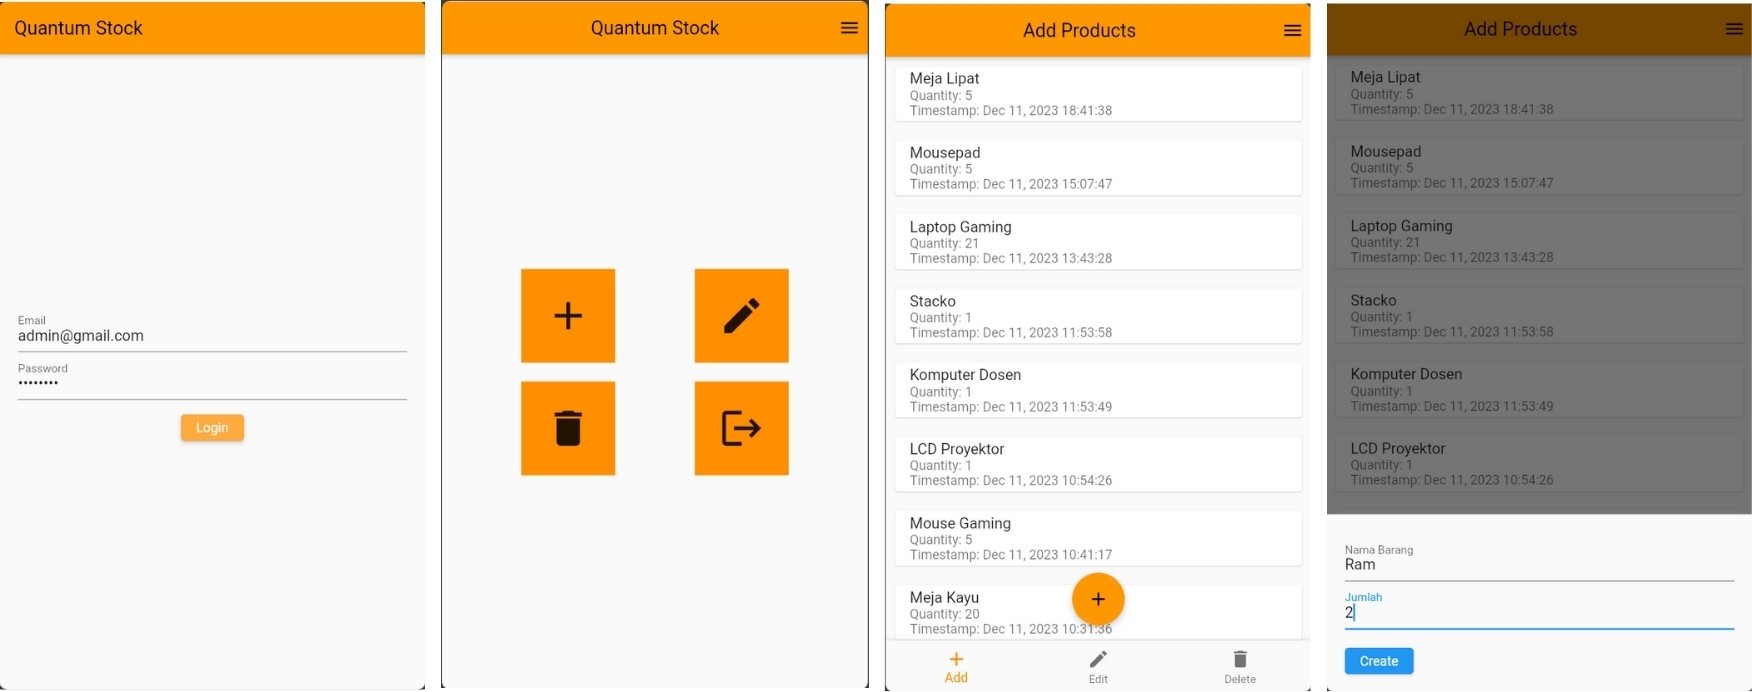 Quantum Stock
Email
admin@gmail.com
Password
••••••••
Login
Quantum Stock
Add Products
Meja Lipat
Quantity: 5
Timestamp: Dec 11, 2023 18:41:38
Mousepad
Quantity: 5
Timestamp: Dec 11, 2023 15:07:47
Laptop Gaming
Quantity: 21
Timestamp: Dec 11, 2023 13:43:28
Stacko
Quantity: 1
Timestamp: Dec 11, 2023 11:53:58
Komputer Dosen
Quantity: 1
Timestamp: Dec 11, 2023 11:53:49
LCD Proyektor
Quantity: 1
Timestamp: Dec 11, 2023 10:54:26
Mouse Gaming
Quantity: 5
Timestamp: Dec 11, 2023 10:41:17
Meja Kayu
Quantity: 20
Timestamp: Dec 11, 2023 10:31:36
Add
Edit
Delete
Add Products
Meja Lipat
Quantity: 5
Timestamp: Dec 11, 2023 18:41:38
Mousepad
Quantity: 5
Timestamp: Dec 11, 2023 15:07:47
Laptop Gaming
Quantity: 21
Timestamp: Dec 11, 2023 13:43:28
Stacko
Quantity: 1
Timestamp: Dec 11, 2023 11:53:58
Komputer Dosen
Quantity: 1
Timestamp: Dec 11, 2023 11:53:49
LCD Proyektor
Quantity: 1
Timestamp: Dec 11, 2023 10:54:26
Nama Barang
Ram
Jumlah
2
Create